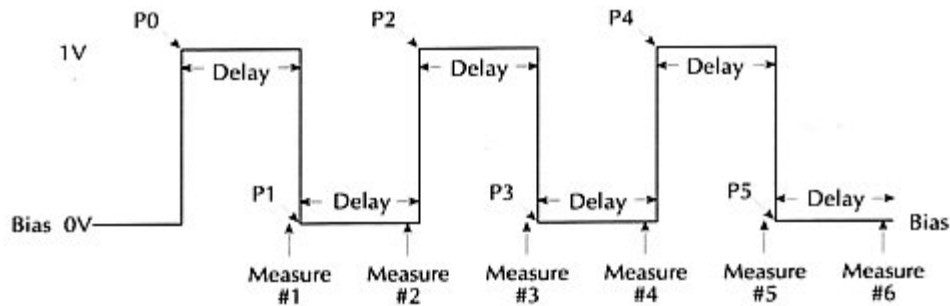 P0 P2 P4
1V
Delay Delay Delay
P1 Delay P3 Delay P5 Delay
Bias 0V Bias
Measure #1
Measure #2
Measure #3
Measure #4
Measure #5
Measure #6